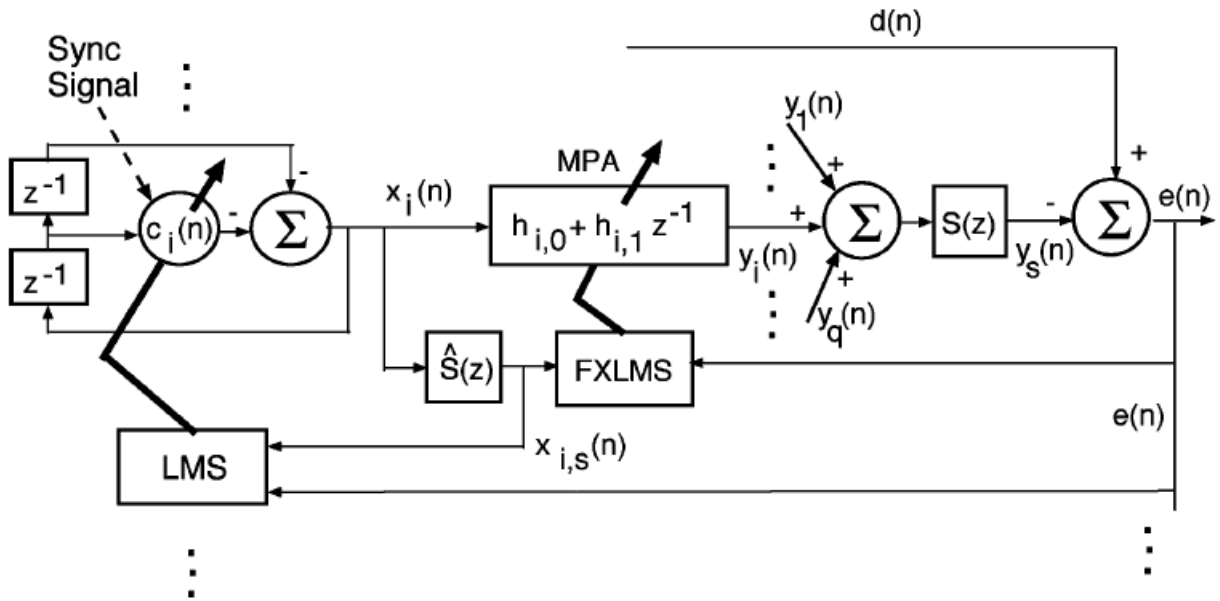 d(n)
Sync
Signal
y1(n)
MPA
z-1
ci(n)
-
-
Σ
xi(n)
hi,0 + hi,1 z-1
+
yi(n)
+
Σ
+
yq(n)
S(z)
-
ys(n)
+
Σ
e(n)
z-1
Ŝ(z)
FXLMS
e(n)
xi,s(n)
LMS